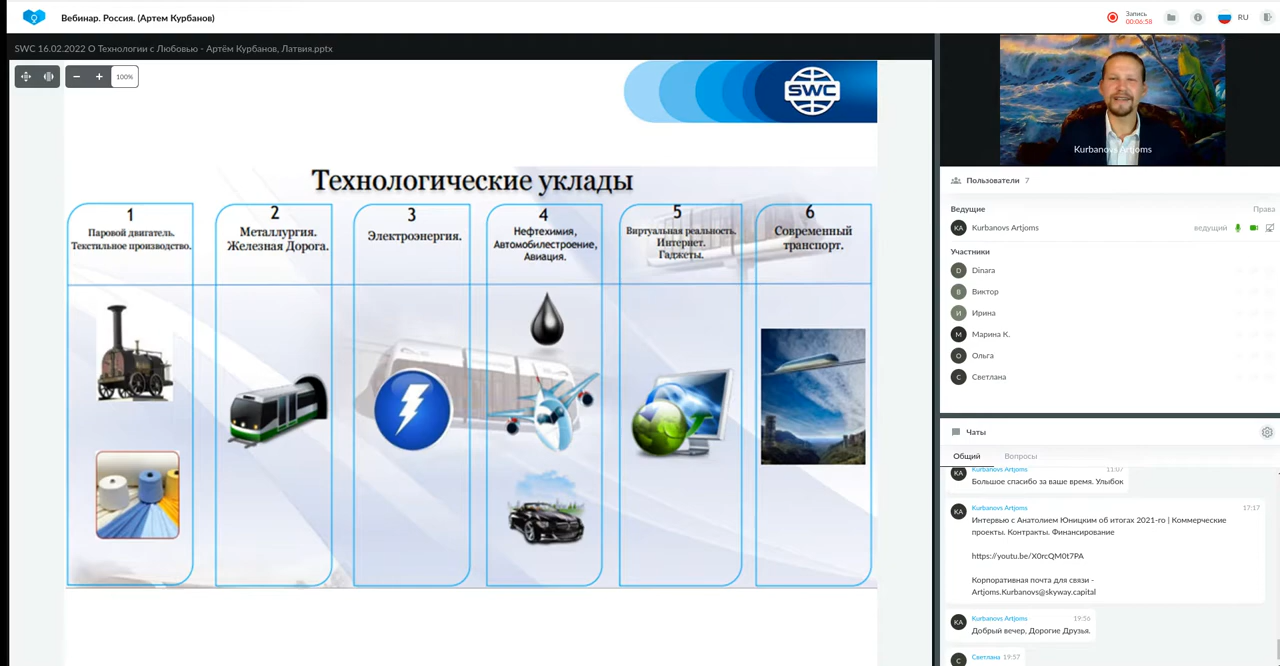 Вебинар. Россия. (Артем Курбанов)
Запись
00:06:58
RU
SWC 16.02.2022 О Технологии с Любовью - Артём Курбанов, Латвия.pptx
100%
SWC
Технологические уклады
1
Паровой двигатель.
Текстильное производство.
2
Металлургия.
Железная Дорога.
3
Электроэнергия.
4
Нефтехимия,
Автомобилестроение,
Авиация.
5
Виртуальная реальность.
Интернет.
Гаджеты.
6
Современный
транспорт.
Kurbanovs Artjoms
Пользователи 7
Ведущие
Права
KA Kurbanovs Artjoms ведущий
Участники
D Dinara
В Виктор
И Ирина
М Марина К.
О Ольга
С Светлана
Чаты
Общий Вопросы
KA Kurbanovs Artjoms 11:07
Большое спасибо за ваше время. Улыбок
KA Kurbanovs Artjoms 17:17
Интервью с Анатолием Юницким об итогах 2021-го | Коммерческие
проекты. Контракты. Финансирование
https://youtu.be/X0rcQM0t7PA
Корпоративная почта для связи -
Artjoms.Kurbanovs@skyway.capital
KA Kurbanovs Artjoms 19:56
Добрый вечер, Дорогие Друзья.
С Светлана 19:57